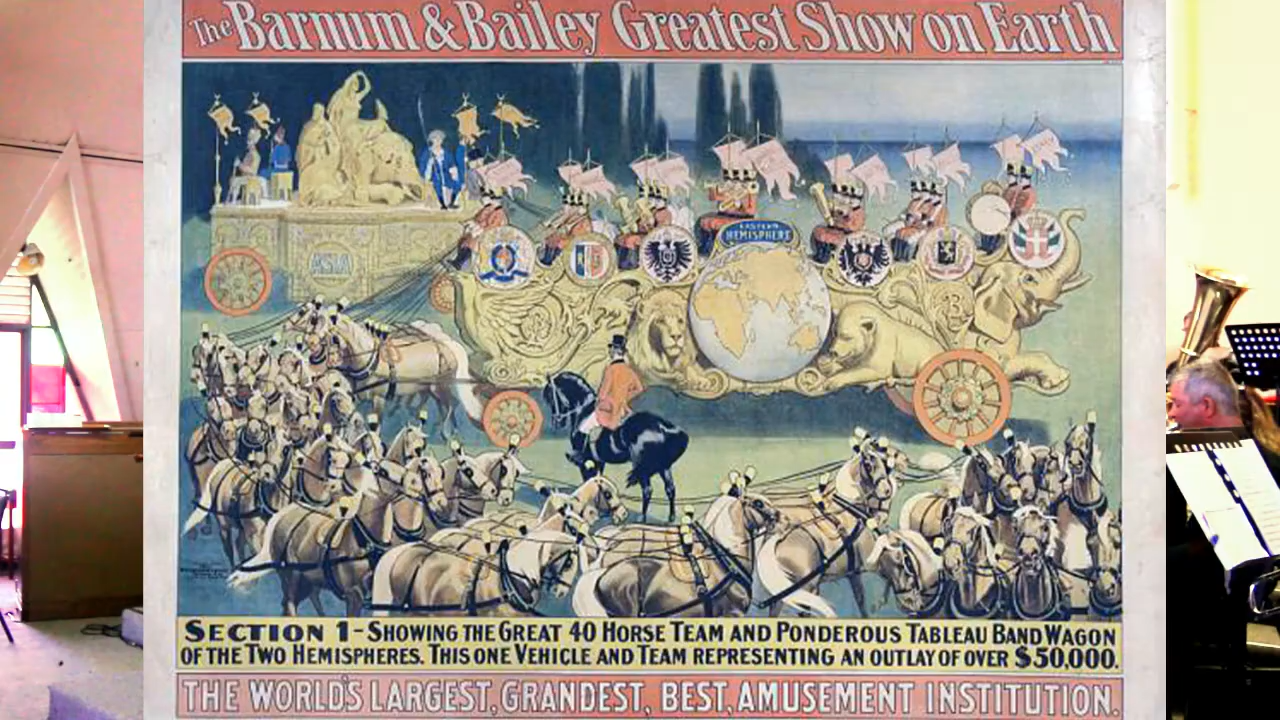 The Barnum & Bailey Greatest Show on Earth
ASIA
EASTERN
HEMISPHERE
SECTION 1-SHOWING THE GREAT 40 HORSE TEAM AND PONDEROUS TABLEAU BAND WAGON
OF THE TWO HEMISPHERES. THIS ONE VEHICLE AND TEAM REPRESENTING AN OUTLAY OF OVER $50,000.
THE WORLD'S LARGEST, GRANDEST, BEST, AMUSEMENT INSTITUTION.